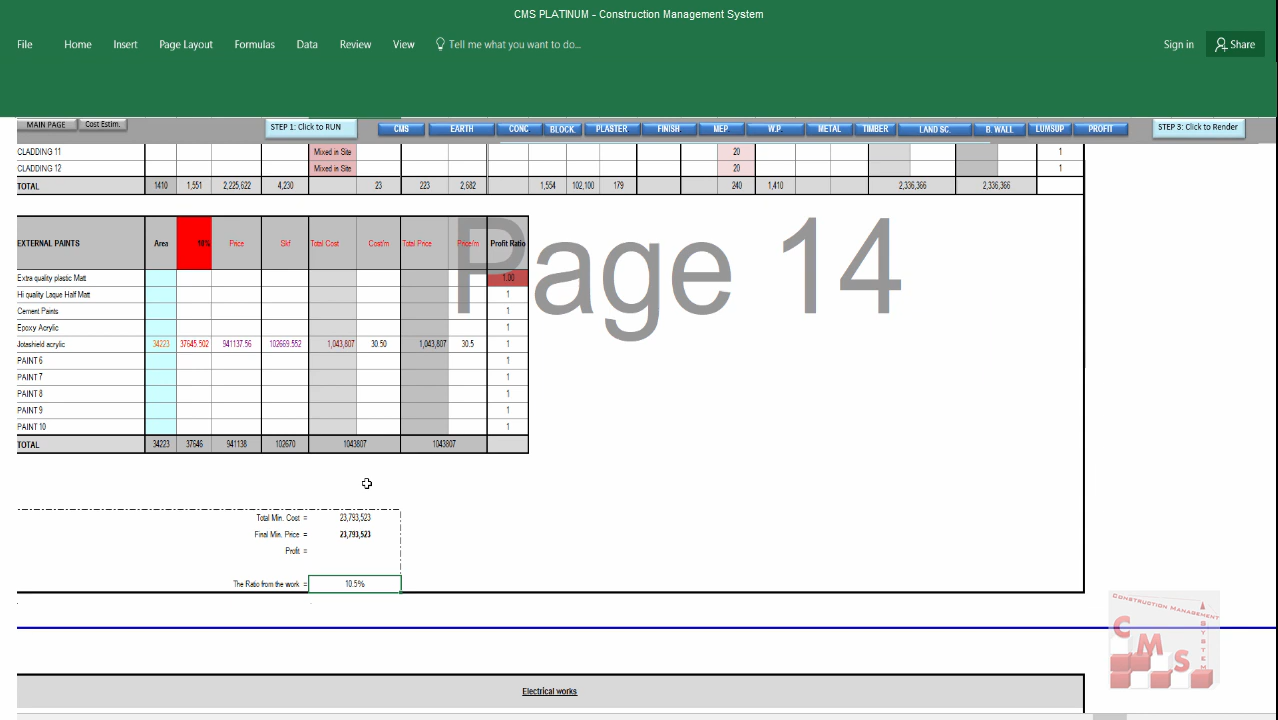 CMS PLATINUM - Construction Management System
File Home Insert Page Layout Formulas Data Review View Tell me what you want to do... Sign in Share
MAIN PAGE Cost Estim. STEP 1: Click to RUN CMS EARTH CONC BLOCK. PLASTER FINISH MEP. W.P METAL TIMBER LAND SC. B. WALL LUMSUP PROFIT STEP 3: Click to Render
CLADDING 11 Mixed in Site 20 1
CLADDING 12 Mixed in Site 20 1
TOTAL 1410 1,551 2,225,622 4,230 23 223 2,682 1,554 102,100 179 240 1,410 2,336,366 2,336,366
EXTERNAL PAINTS Area 10% Price Skf Total Cost Cost/m Total Price Price/m Profit Ratio
Page 14
Extra quality plastic Matt 1.00
Hi quality Laque Half Matt 1
Cement Paints 1
Epoxy Acrylic 1
Jotashield acrylic 34223 37645.502 941137.56 102669.552 1,043,807 30.50 1,043,807 30.5 1
PAINT 6 1
PAINT 7 1
PAINT 8 1
PAINT 9 1
PAINT 10 1
TOTAL 34223 37646 941138 102670 1043807 1043807
Total Min. Cost = 23,793,523
Final Min. Price = 23,793,523
Profit =
The Ratio from the work = 10.5%
CONSTRUCTION MANAGEMENT SYSTEM
CMS
Electrical works